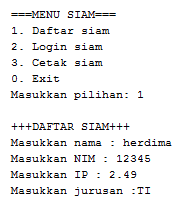 ===MENU SIAM===
1. Daftar siam
2. Login siam
3. Cetak siam
0. Exit
Masukkan pilihan: 1
+++DAFTAR SIAM+++
Masukkan nama : herdima
Masukkan NIM : 12345
Masukkan IP : 2.49
Masukkan jurusan :TI